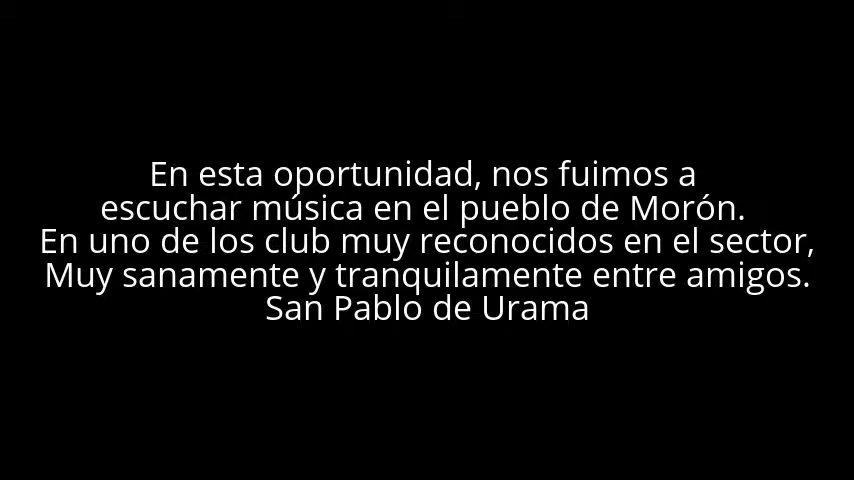 En esta oportunidad, nos fuimos a
escuchar música en el pueblo de Morón.
En uno de los club muy reconocidos en el sector,
Muy sanamente y tranquilamente entre amigos.
San Pablo de Urama